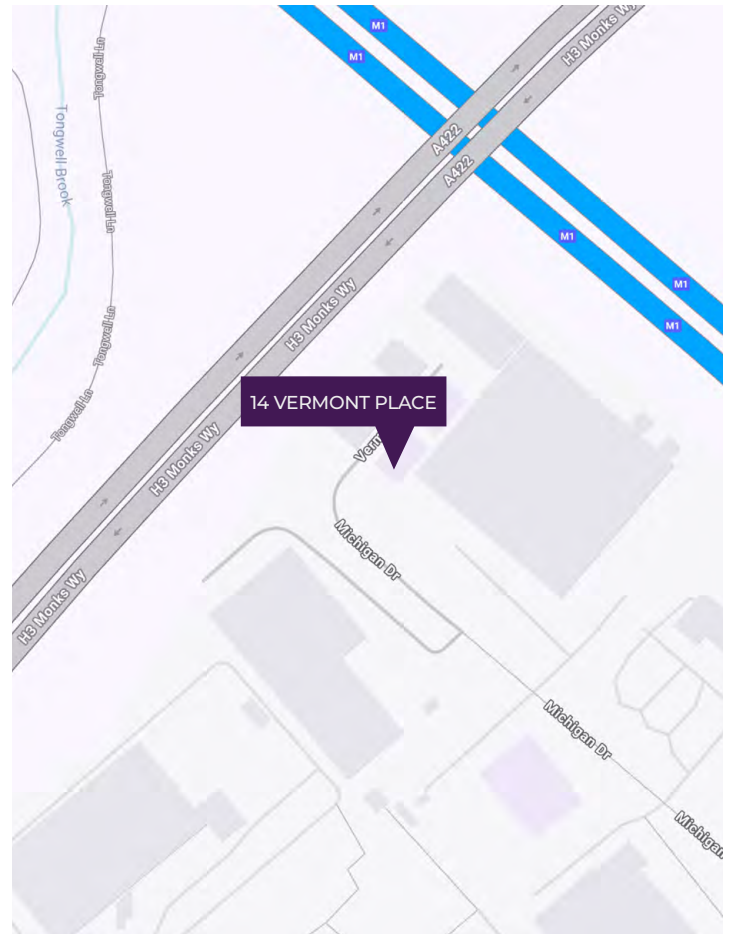 M1
M1
H3 Monks Wy
Tongwell Ln
Tongwell Brook
A422
A422
Tongwell Ln
M1
M1
M1
H3 Monks Wy
Tongwell Ln
14 VERMONT PLACE
Tongwell Ln
Verm
H3 Monks Wy
Michigan Dr
H3 Monks Wy
Michigan Dr
Michigan